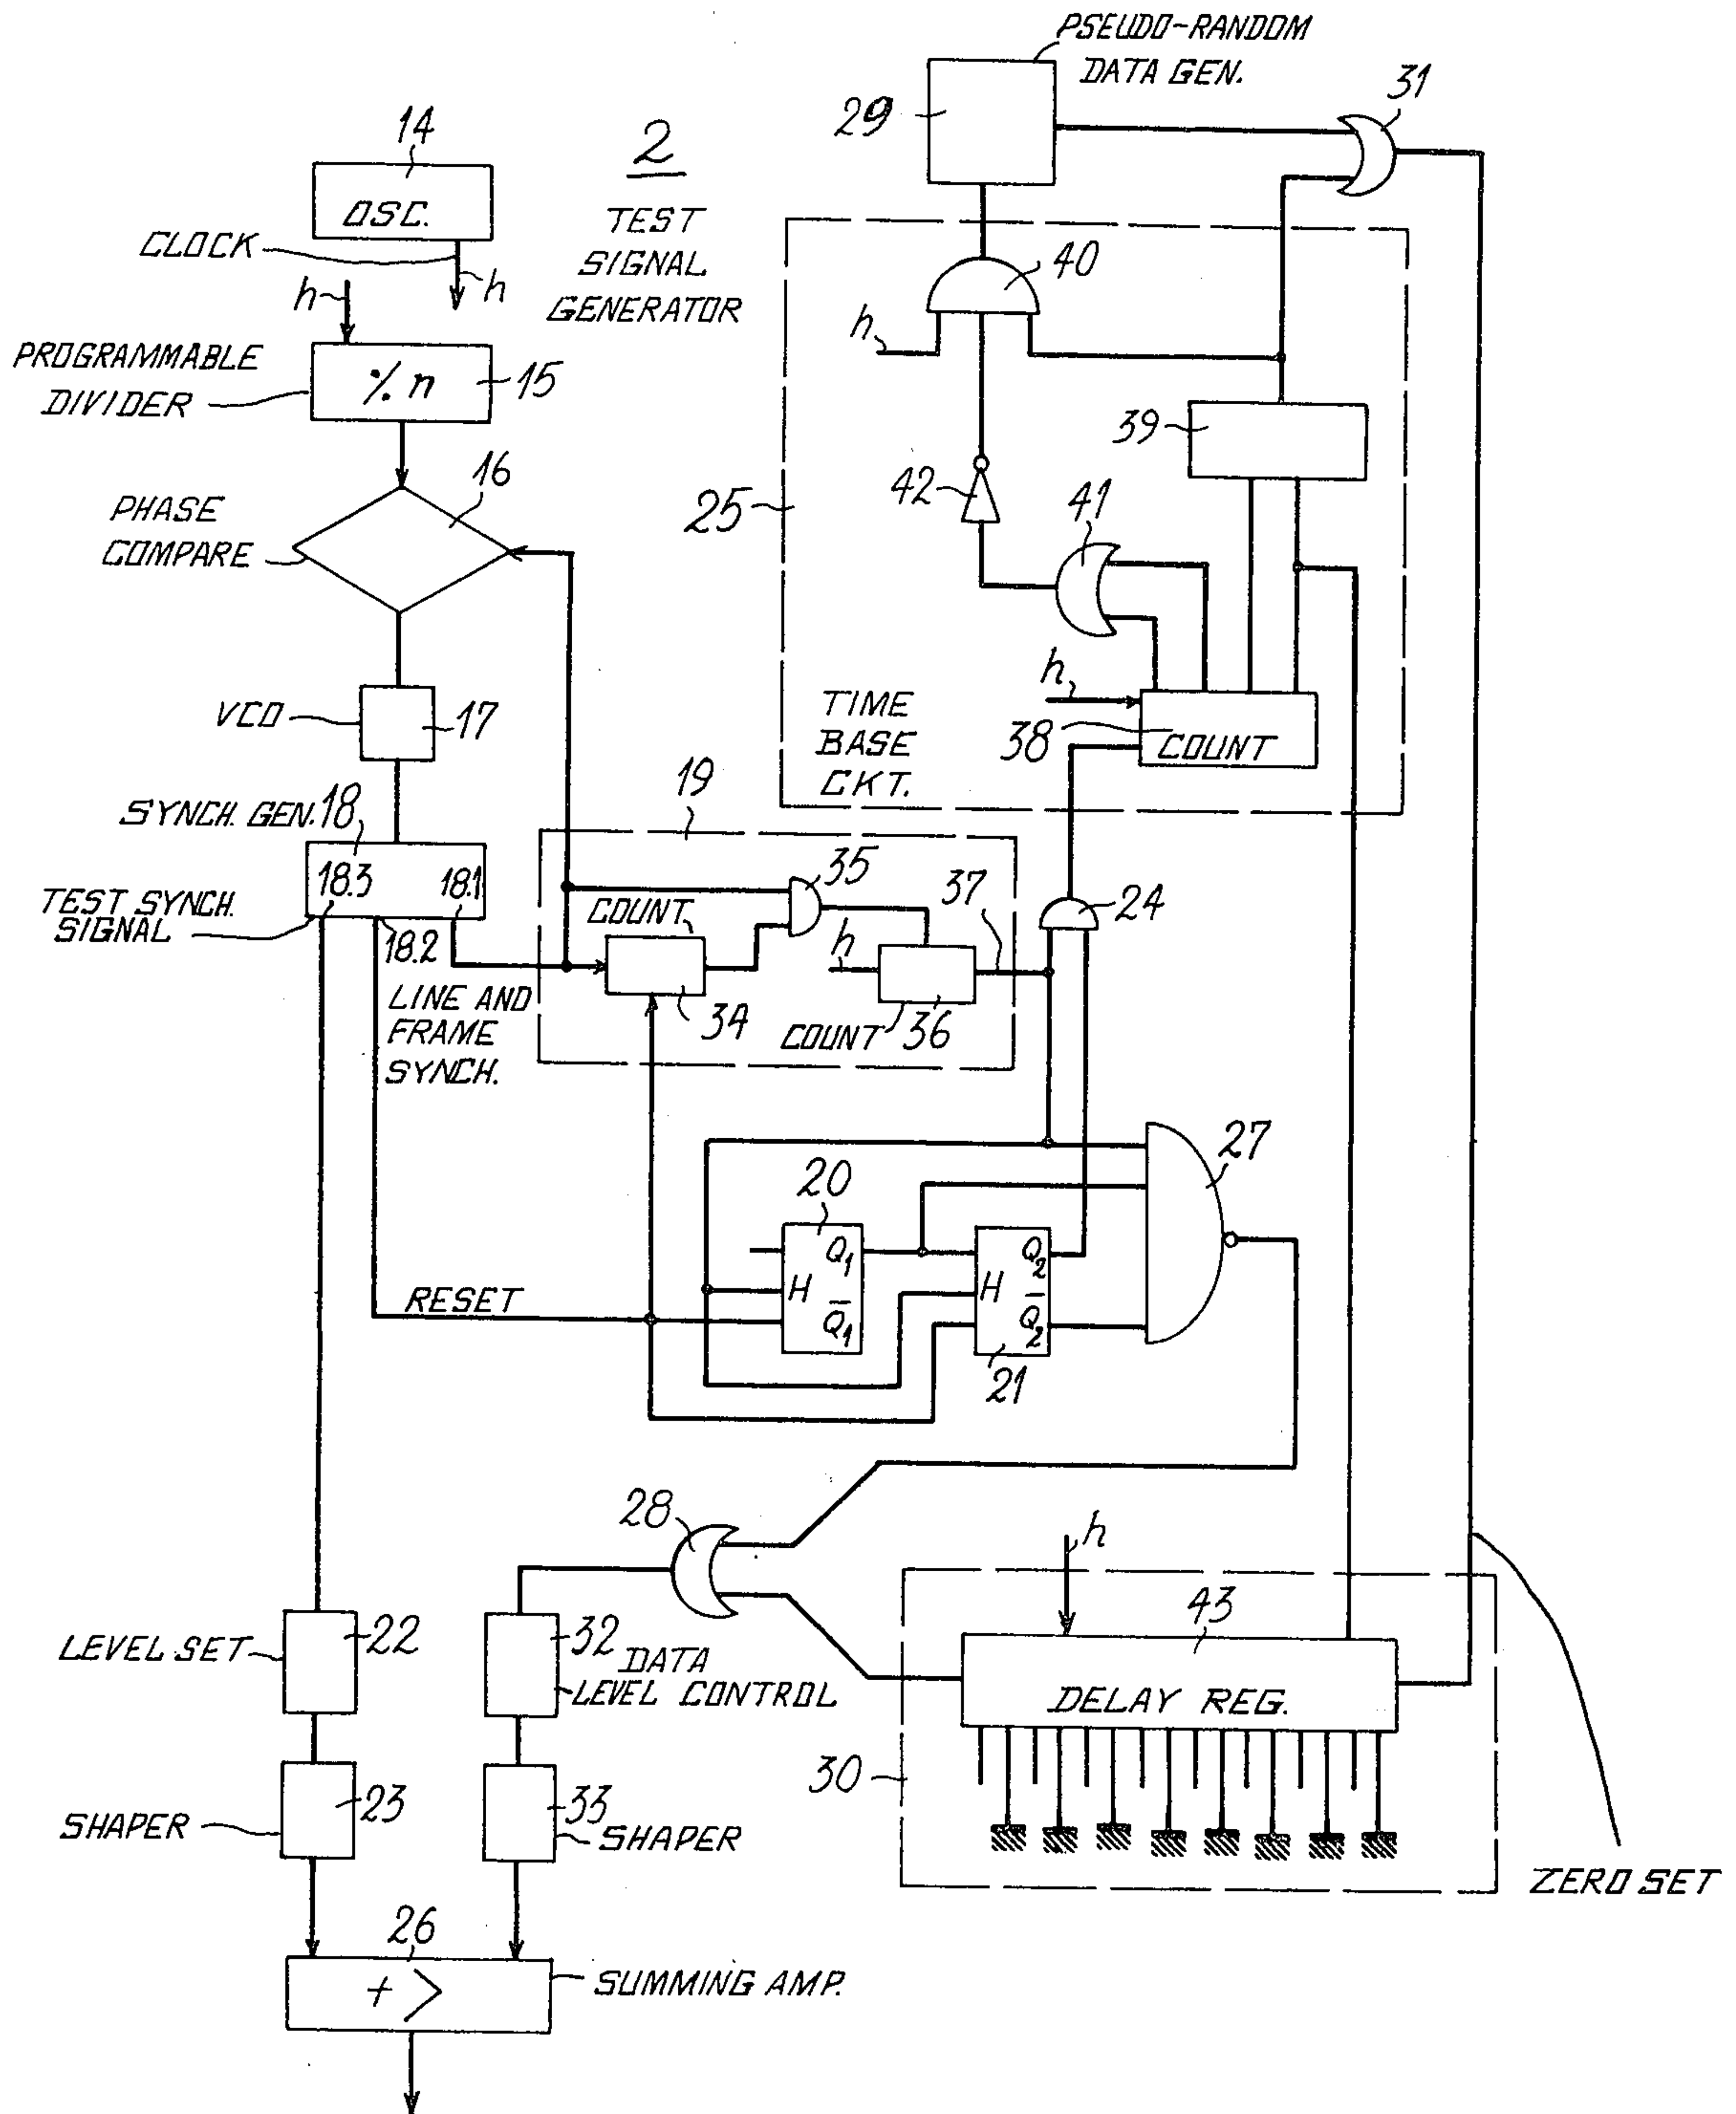 PSEUDO-RANDOM
DATA GEN.
29
31
14
OSC.
2
TEST
SIGNAL
GENERATOR
CLOCK
h
h
PROGRAMMABLE
DIVIDER
% n
15
h
40
39
25
42
41
PHASE
COMPARE
16
VCO
17
h
38
COUNT
TIME
BASE
CKT.
SYNCH. GEN. 18
18.3
18.1
18.2
TEST SYNCH.
SIGNAL
19
35
COUNT
34
h
37
COUNT
36
24
LINE AND
FRAME
SYNCH.
27
20
Q1
H
Q̅1
Q2
H
Q̅2
21
RESET
28
h
43
DELAY REG.
30
ZERO SET
LEVEL SET
22
32
DATA
LEVEL CONTROL
SHAPER
23
33
SHAPER
26
+ >
SUMMING AMP.